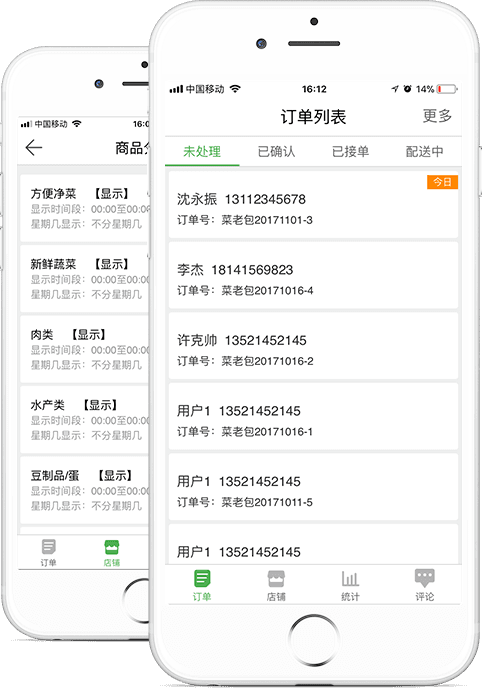 中国移动
16:0
商品分
方便净菜 【显示】
显示时间段: 00:00至00:00
星期几显示: 不分星期几
新鲜蔬菜 【显示】
显示时间段: 00:00至00:00
星期几显示: 不分星期几
肉类 【显示】
显示时间段: 00:00至00:00
星期几显示: 不分星期几
水产类 【显示】
显示时间段: 00:00至00:00
星期几显示: 不分星期几
豆制品/蛋 【显示】
显示时间段: 00:00至00:00
星期几显示: 不分星期几
订单 店铺
中国移动 16:12 14%
订单列表 更多
未处理 已确认 已接单 配送中
今日
沈永振 13112345678
订单号: 菜老包20171101-3
李杰 18141569823
订单号: 菜老包20171016-4
许克帅 13521452145
订单号: 菜老包20171016-2
用户1 13521452145
订单号: 菜老包20171016-1
用户1 13521452145
订单号: 菜老包20171011-5
用户1 13521452145
订单 店铺 统计 评论